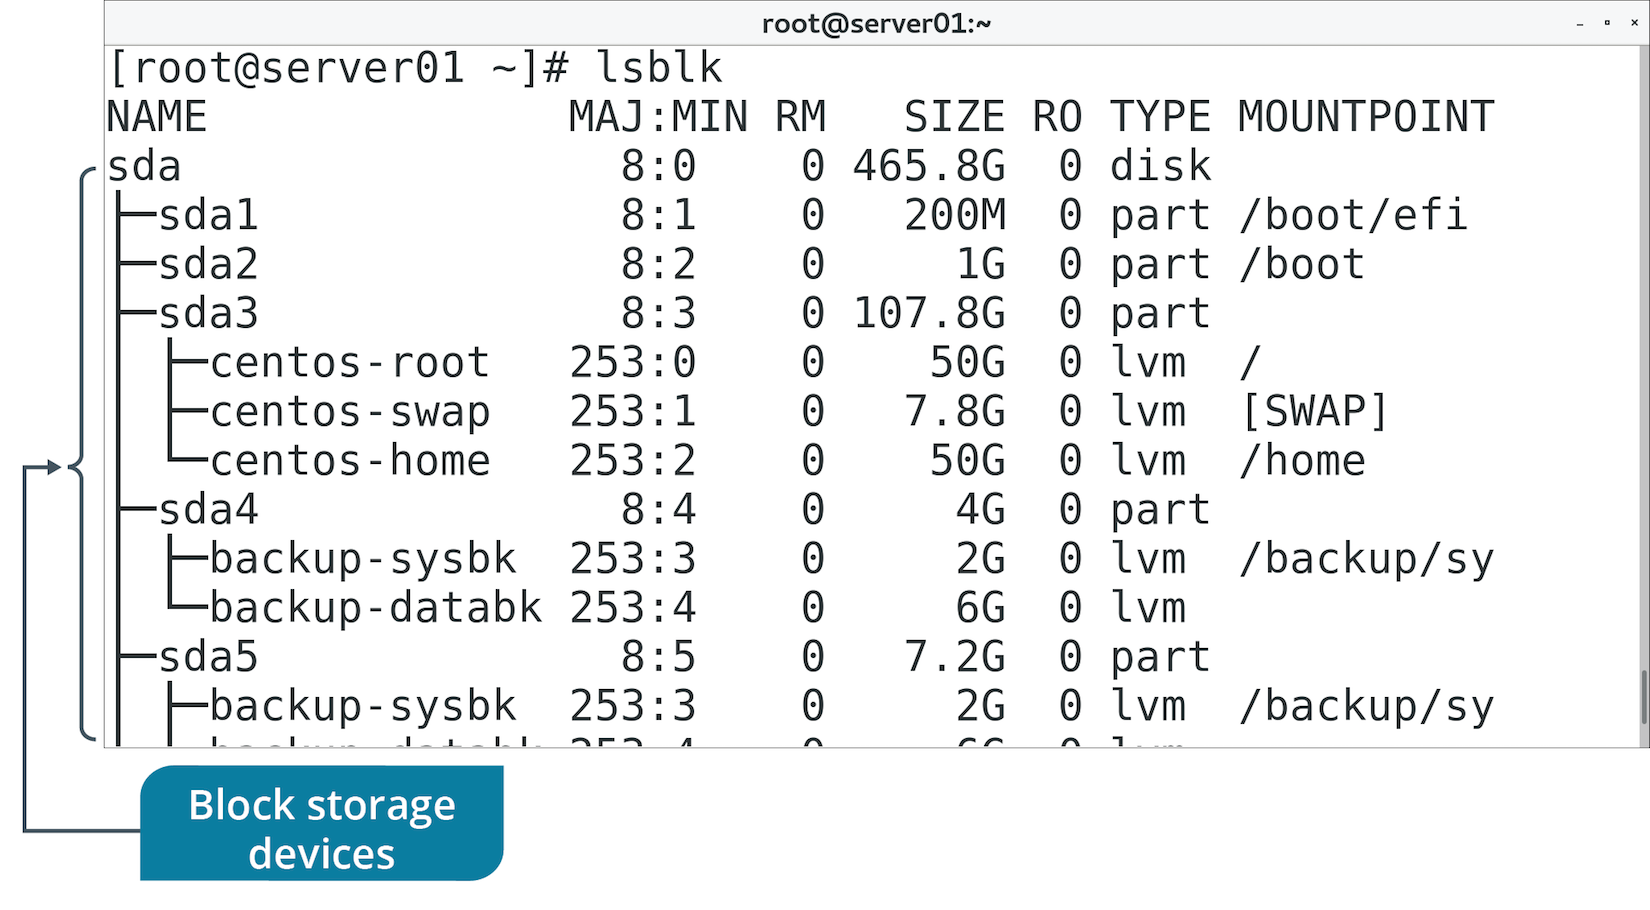 root@server01:~
[root@server01 ~]# lsblk
NAME MAJ:MIN RM SIZE RO TYPE MOUNTPOINT
sda 8:0 0 465.8G 0 disk
├─sda1 8:1 0 200M 0 part /boot/efi
├─sda2 8:2 0 1G 0 part /boot
├─sda3 8:3 0 107.8G 0 part
│ ├─centos-root 253:0 0 50G 0 lvm /
│ ├─centos-swap 253:1 0 7.8G 0 lvm [SWAP]
│ └─centos-home 253:2 0 50G 0 lvm /home
├─sda4 8:4 0 4G 0 part
│ ├─backup-sysbk 253:3 0 2G 0 lvm /backup/sy
│ └─backup-databk 253:4 0 6G 0 lvm
├─sda5 8:5 0 7.2G 0 part
│ ├─backup-sysbk 253:3 0 2G 0 lvm /backup/sy
Block storage
devices